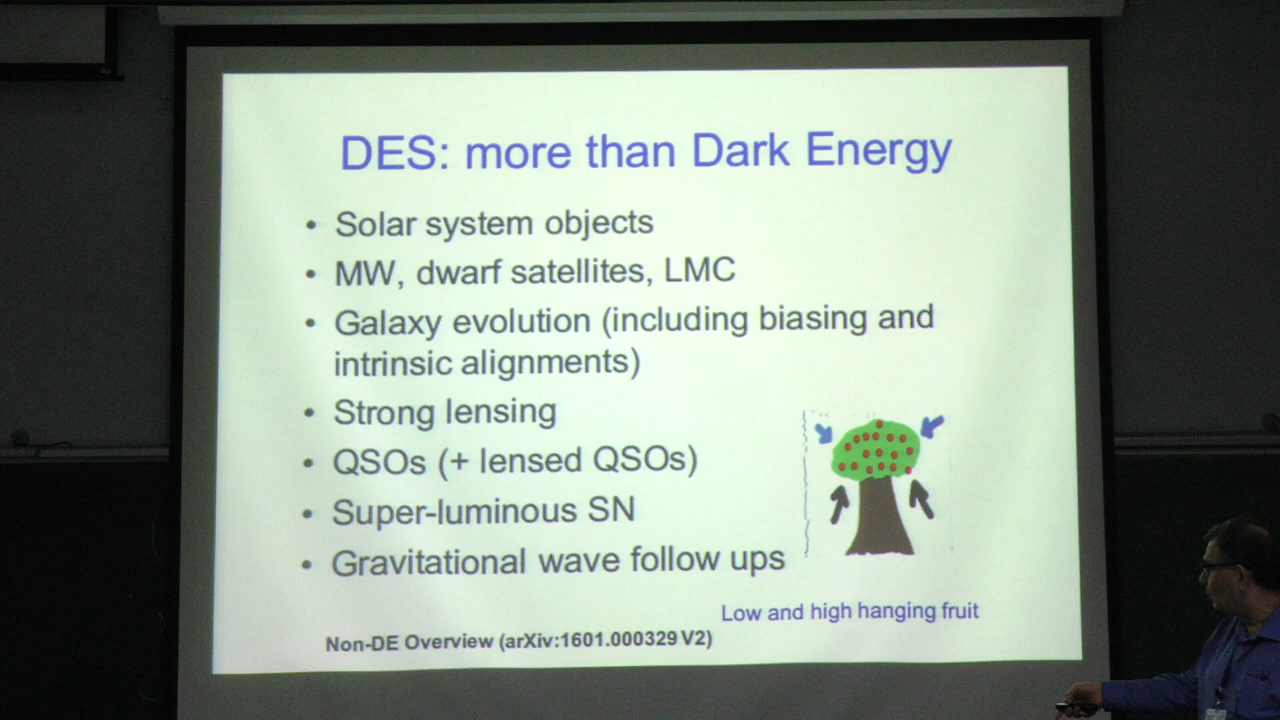 DES: more than Dark Energy
• Solar system objects
• MW, dwarf satellites, LMC
• Galaxy evolution (including biasing and
intrinsic alignments)
• Strong lensing
• QSOs (+ lensed QSOs)
• Super-luminous SN
• Gravitational wave follow ups
Low and high hanging fruit
Non-DE Overview (arXiv:1601.000329 V2)